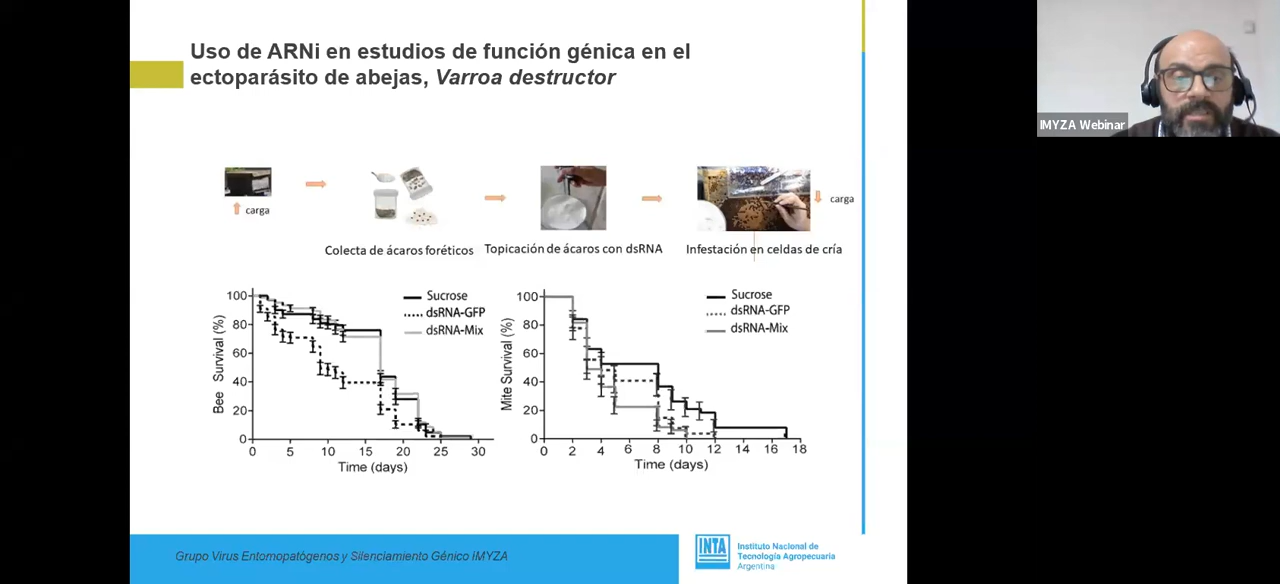 Uso de ARNi en estudios de función génica en el
ectoparásito de abejas, Varroa destructor
IMYZA Webinar
carga
carga
Colecta de ácaros foréticos
Topicación de ácaros con dsRNA
Infestación en celdas de cría
Bee Survival (%)
100
80
60
40
20
0
0 5 10 15 20 25 30
Time (days)
Sucrose
dsRNA-GFP
dsRNA-Mix
Mite Survival (%)
100
80
60
40
20
0
0 2 4 6 8 10 12 14 16 18
Time (days)
Sucrose
dsRNA-GFP
dsRNA-Mix
Grupo Virus Entomopatógenos y Silenciamiento Génico IMYZA
INTA
Instituto Nacional de
Tecnología Agropecuaria
Argentina